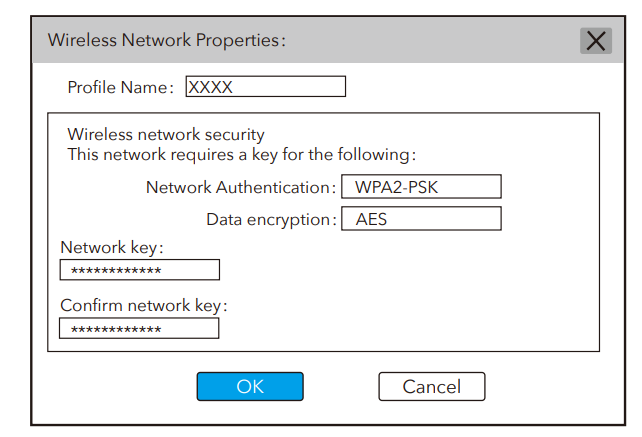 Wireless Network Properties:
Profile Name: XXXX
Wireless network security
This network requires a key for the following:
Network Authentication: WPA2-PSK
Data encryption: AES
Network key:
************
Confirm network key:
************
OK Cancel